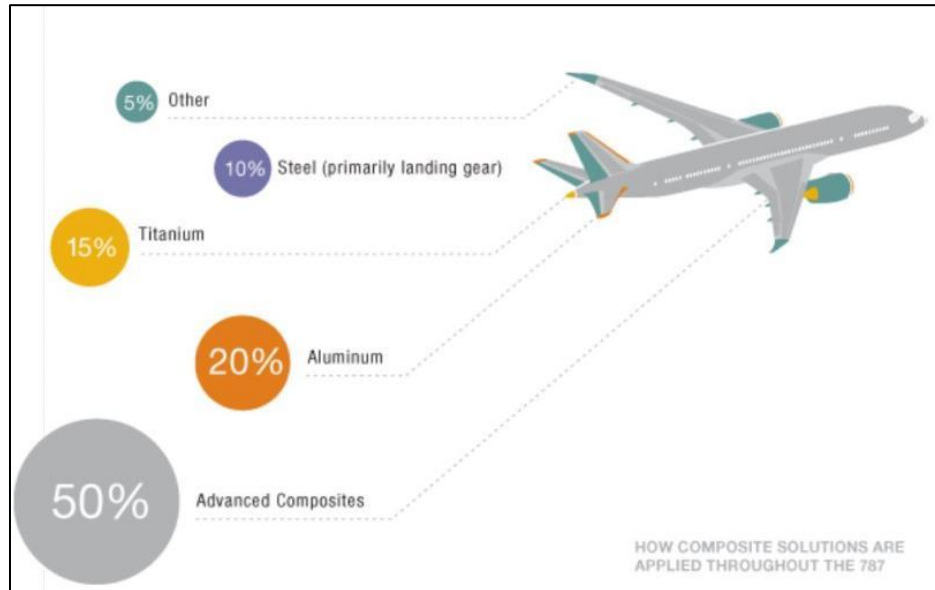 5% Other
10% Steel (primarily landing gear)
15% Titanium
20% Aluminum
50% Advanced Composites
HOW COMPOSITE SOLUTIONS ARE
APPLIED THROUGHOUT THE 787